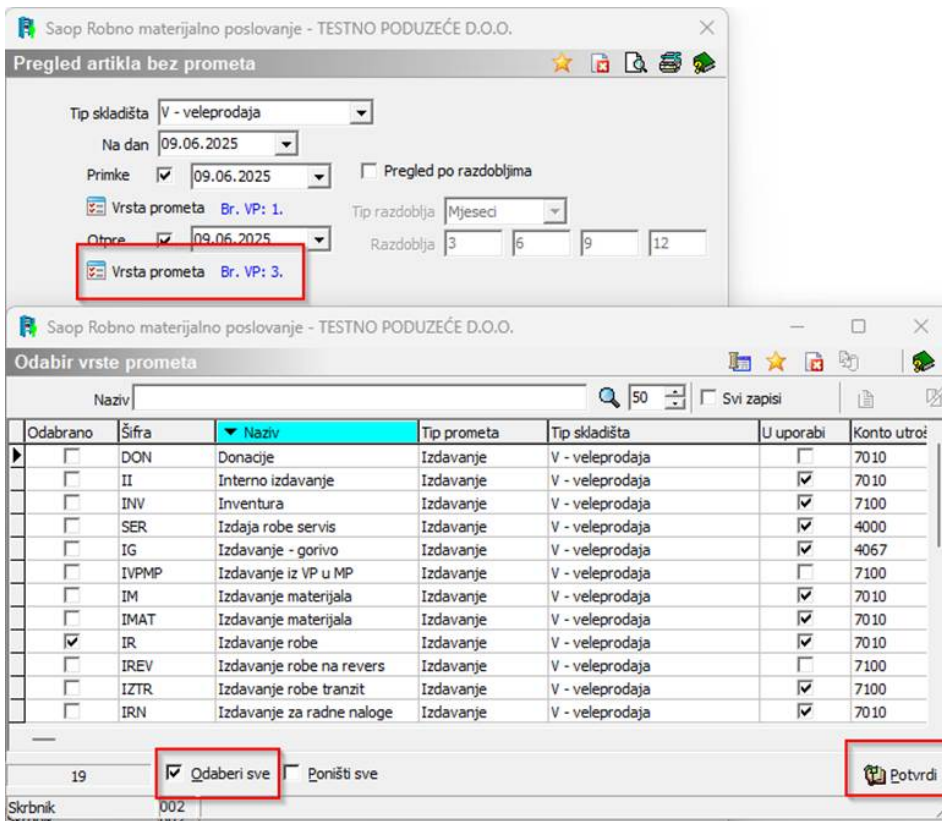 Saop Robno materijalno poslovanje - TESTNO PODUZEĆE D.O.O.
Pregled artikla bez prometa
Tip skladišta V - veleprodaja
Na dan 09.06.2025
Primke 09.06.2025 Pregled po razdobljima
Vrsta prometa Br. VP: 1. Tip razdoblja Mjeseci
Otpre 09.06.2025 Razdoblja 3 6 9 12
Vrsta prometa Br. VP: 3.
Saop Robno materijalno poslovanje - TESTNO PODUZEĆE D.O.O.
Odabir vrste prometa
Naziv 50 Svi zapisi
Odabrano Šifra Naziv Tip prometa Tip skladišta U uporabi Konto utroš
DON Donacije Izdavanje V - veleprodaja 7010
II Interno izdavanje Izdavanje V - veleprodaja 7010
INV Inventura Izdavanje V - veleprodaja 7100
SER Izdaja robe servis Izdavanje V - veleprodaja 4000
IG Izdavanje - gorivo Izdavanje V - veleprodaja 4067
IVPMP Izdavanje iz VP u MP Izdavanje V - veleprodaja 7100
IM Izdavanje materijala Izdavanje V - veleprodaja 7010
IMAT Izdavanje materijala Izdavanje V - veleprodaja 7010
IR Izdavanje robe Izdavanje V - veleprodaja 7010
IREV Izdavanje robe na revers Izdavanje V - veleprodaja 7100
IZTR Izdavanje robe tranzit Izdavanje V - veleprodaja 7100
IRN Izdavanje za radne naloge Izdavanje V - veleprodaja 7010
19 Odaberi sve Poništi sve Potvrdi
Skrbnik 002